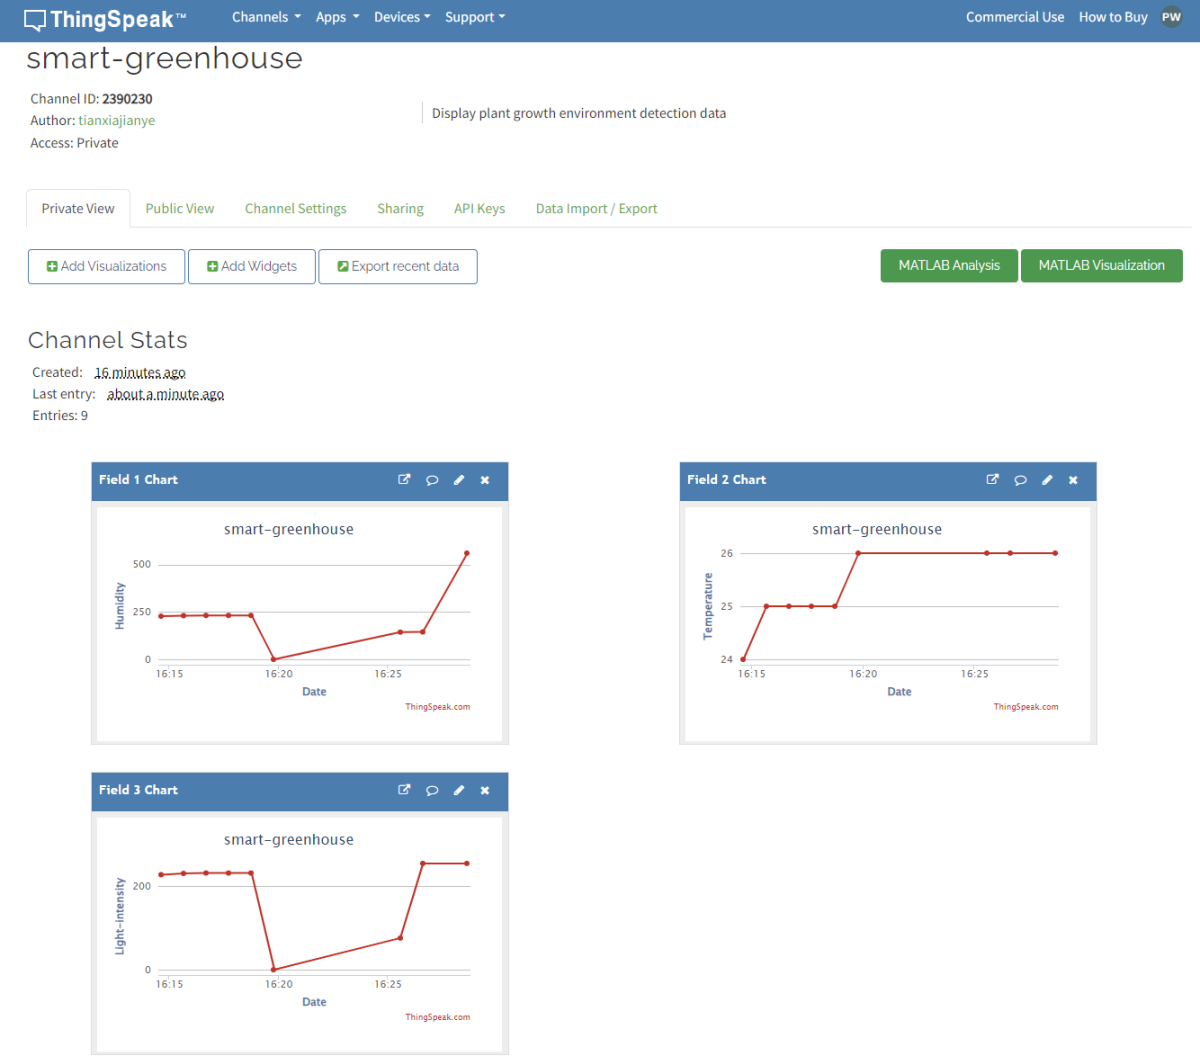 ThingSpeak™ Channels Apps Devices Support Commercial Use How to Buy PW
smart-greenhouse
Channel ID: 2390230
Author: tianxiajianye
Access: Private
Display plant growth environment detection data
Private View Public View Channel Settings Sharing API Keys Data Import / Export
Add Visualizations Add Widgets Export recent data MATLAB Analysis MATLAB Visualization
Channel Stats
Created: 16 minutes ago
Last entry: about a minute ago
Entries: 9
Field 1 Chart
smart-greenhouse
Humidity
500
250
0
16:15 16:20 16:25
Date
ThingSpeak.com
Field 2 Chart
smart-greenhouse
Temperature
26
25
24
16:15 16:20 16:25
Date
ThingSpeak.com
Field 3 Chart
smart-greenhouse
Light-intensity
200
0
16:15 16:20 16:25
Date
ThingSpeak.com